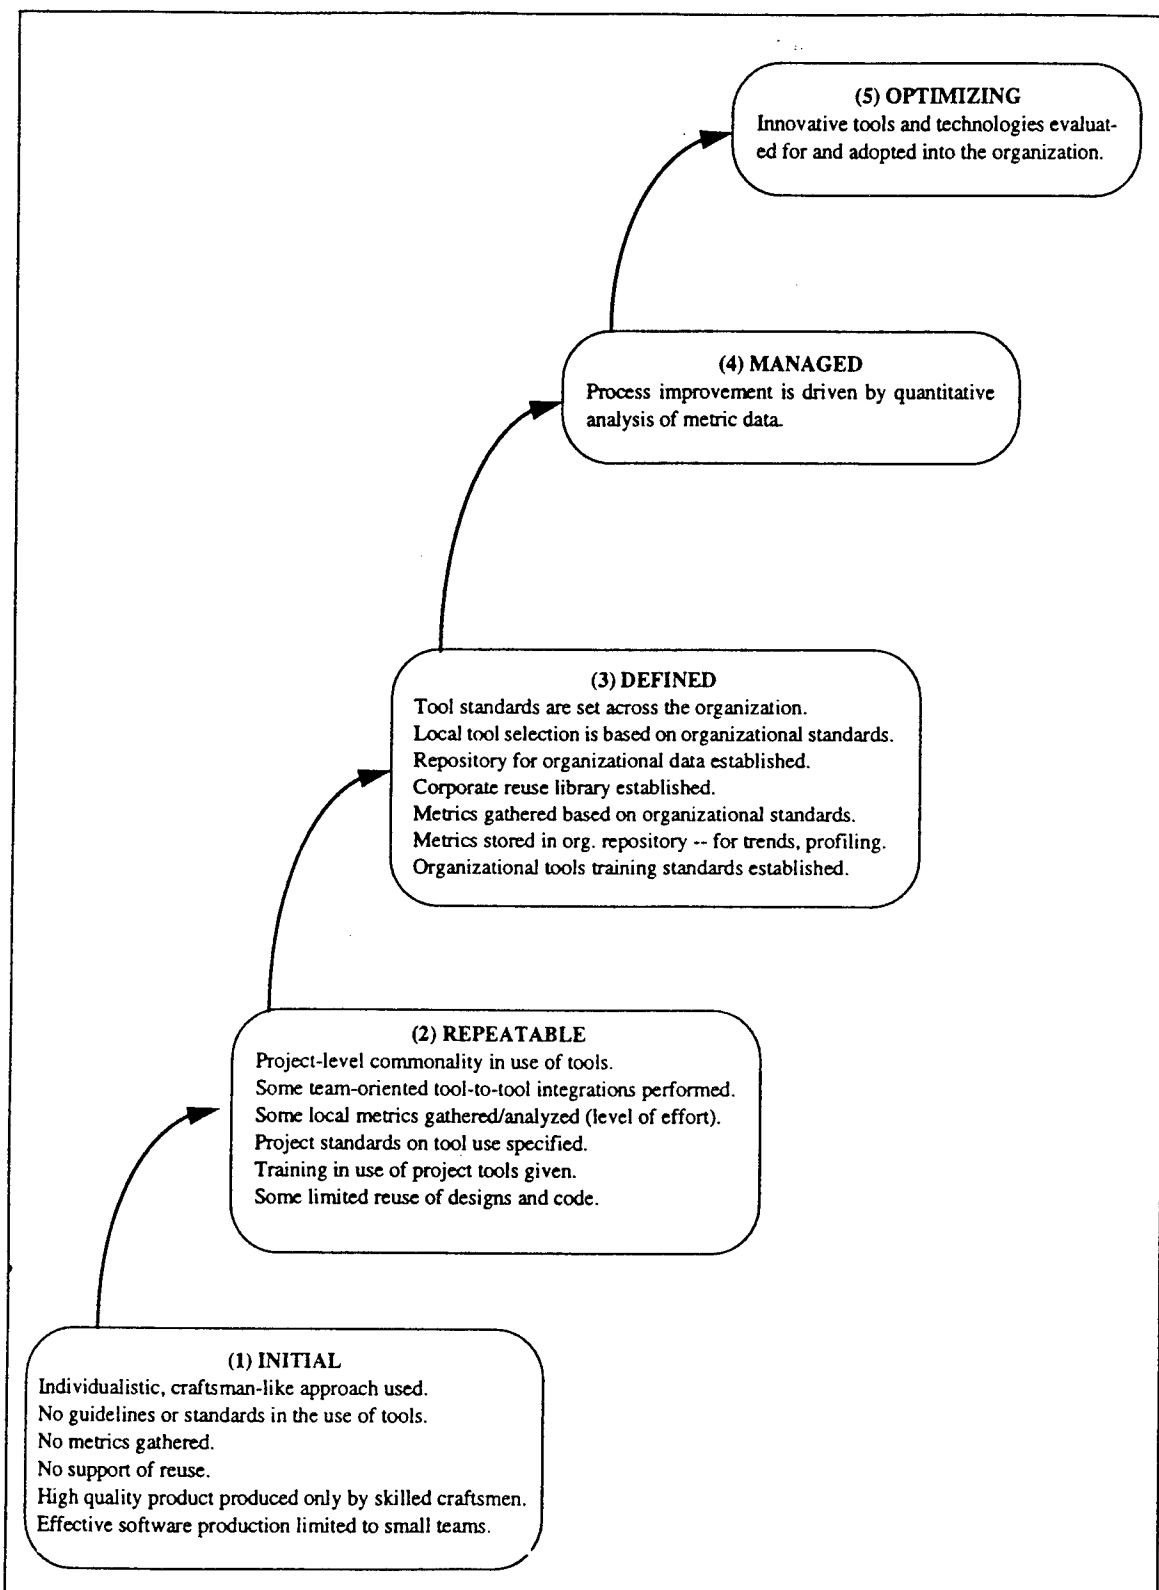 (5) OPTIMIZING
Innovative tools and technologies evaluat-
ed for and adopted into the organization.
(4) MANAGED
Process improvement is driven by quantitative
analysis of metric data.
(3) DEFINED
Tool standards are set across the organization.
Local tool selection is based on organizational standards.
Repository for organizational data established.
Corporate reuse library established.
Metrics gathered based on organizational standards.
Metrics stored in org. repository -- for trends, profiling.
Organizational tools training standards established.
(2) REPEATABLE
Project-level commonality in use of tools.
Some team-oriented tool-to-tool integrations performed.
Some local metrics gathered/analyzed (level of effort).
Project standards on tool use specified.
Training in use of project tools given.
Some limited reuse of designs and code.
(1) INITIAL
Individualistic, craftsman-like approach used.
No guidelines or standards in the use of tools.
No metrics gathered.
No support of reuse.
High quality product produced only by skilled craftsmen.
Effective software production limited to small teams.